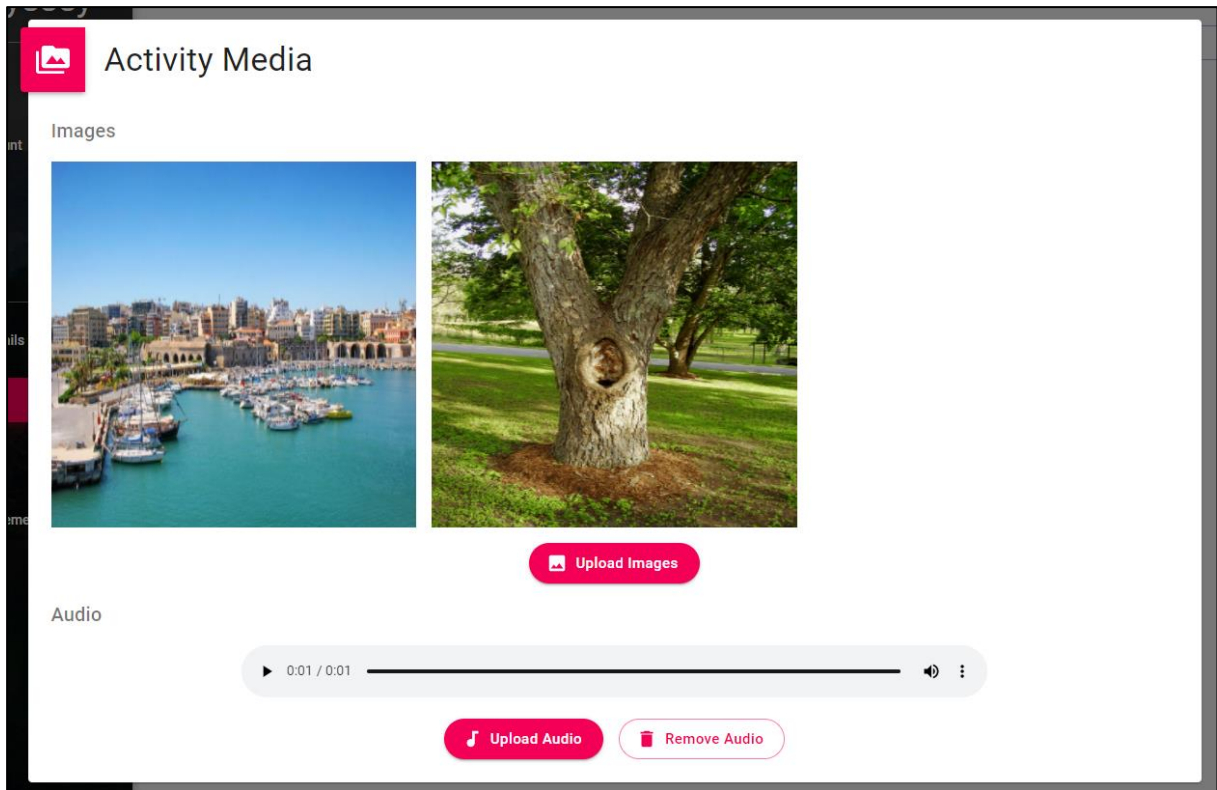 Activity Media
Images
Upload Images
Audio
0:01 / 0:01
Upload Audio
Remove Audio